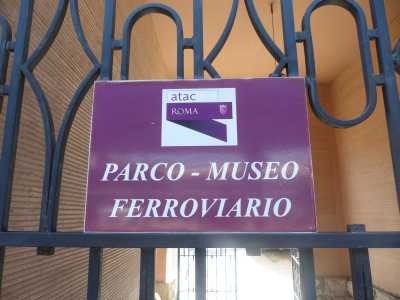 atac
ROMA
PARCO - MUSEO
FERROVIARIO